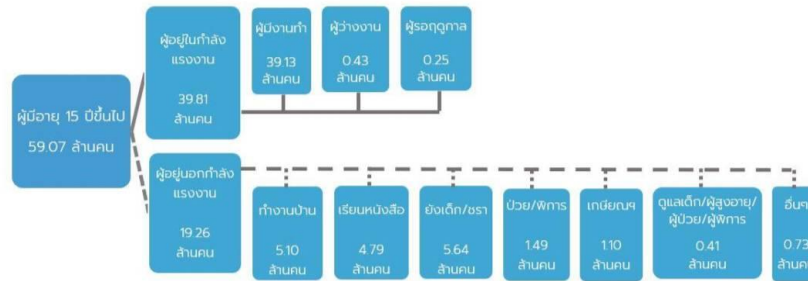 ผู้มีอายุ 15 ปีขึ้นไป
59.07 ล้านคน
ผู้อยู่ในกำลัง
แรงงาน
39.81
ล้านคน
ผู้มีงานทำ
39.13
ล้านคน
ผู้ว่างงาน
0.43
ล้านคน
ผู้รอฤดูกาล
0.25
ล้านคน
ผู้อยู่นอกกำลัง
แรงงาน
19.26
ล้านคน
ทำงานบ้าน
5.10
ล้านคน
เรียนหนังสือ
4.79
ล้านคน
ยังเด็ก/ชรา
5.64
ล้านคน
ป่วย/พิการ
1.49
ล้านคน
เกษียณฯ
1.10
ล้านคน
ดูแลเด็ก/ผู้สูงอายุ/
ผู้ป่วย/ผู้พิการ
0.41
ล้านคน
อื่นๆ
0.73
ล้านคน